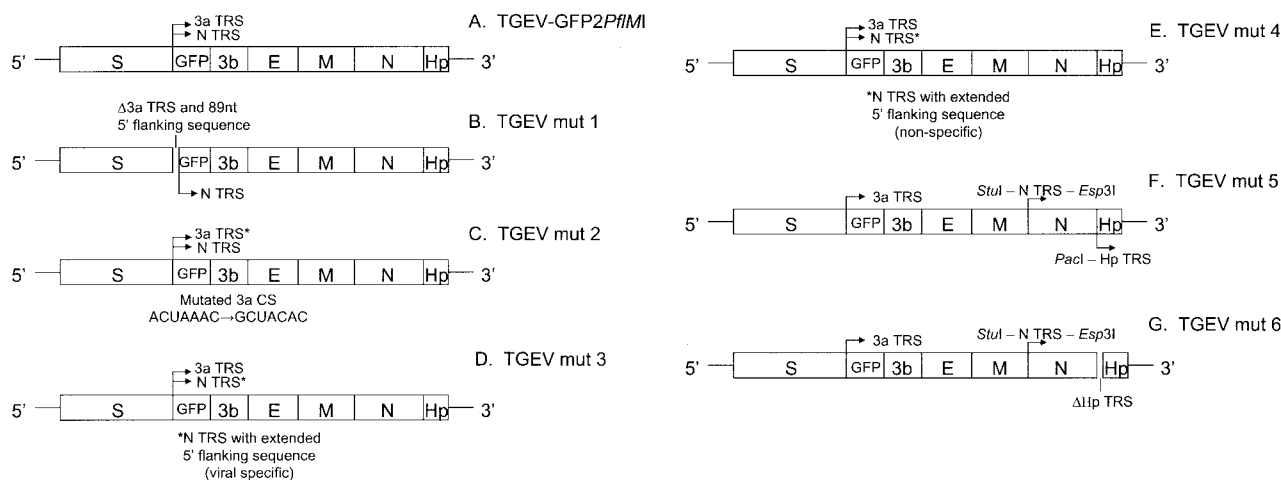 3a TRS
N TRS
A. TGEV-GFP2PflMI
5' S GFP 3b E M N Hp 3'
Δ3a TRS and 89nt
5' flanking sequence
B. TGEV mut 1
5' S GFP 3b E M N Hp 3'
N TRS
3a TRS*
N TRS
C. TGEV mut 2
5' S GFP 3b E M N Hp 3'
Mutated 3a CS
ACUAAAC→GCUACAC
3a TRS
N TRS*
D. TGEV mut 3
5' S GFP 3b E M N Hp 3'
*N TRS with extended
5' flanking sequence
(viral specific)
3a TRS
N TRS*
E. TGEV mut 4
5' S GFP 3b E M N Hp 3'
*N TRS with extended
5' flanking sequence
(non-specific)
F. TGEV mut 5
3a TRS
StuI – N TRS – Esp3I
5' S GFP 3b E M N Hp 3'
PacI – Hp TRS
G. TGEV mut 6
3a TRS
StuI – N TRS – Esp3I
5' S GFP 3b E M N Hp 3'
ΔHp TRS